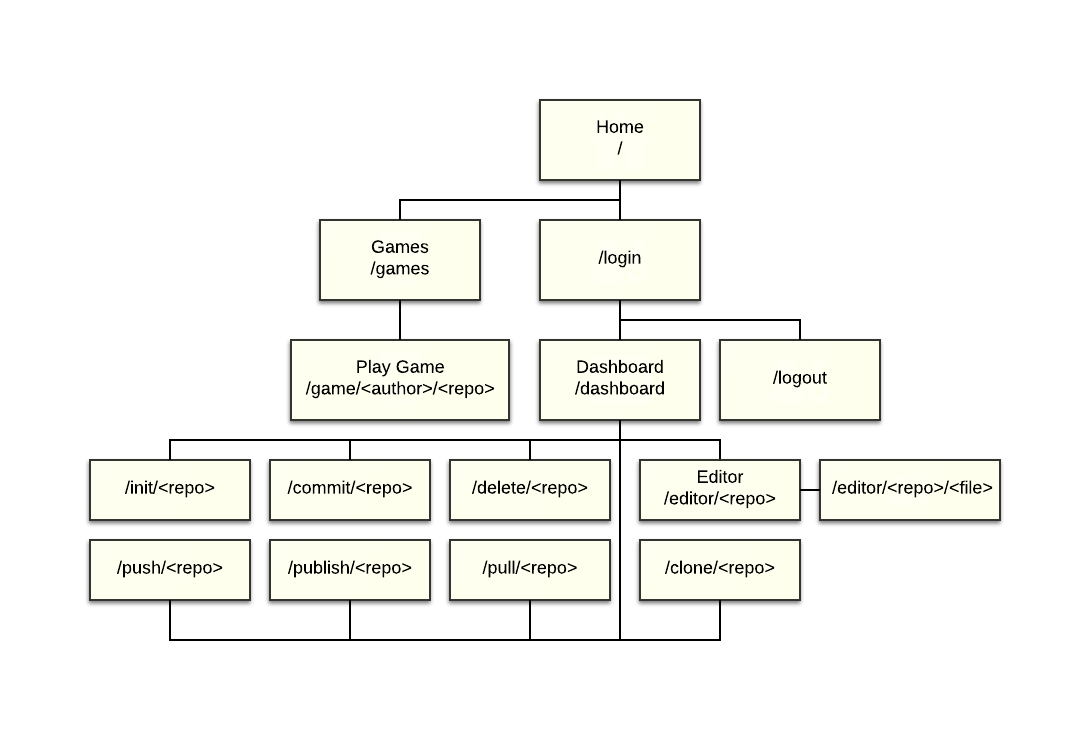 Home
/
Games
/games
/login
Play Game
/game/<author>/<repo>
Dashboard
/dashboard
/logout
/init/<repo>
/commit/<repo>
/delete/<repo>
Editor
/editor/<repo>
/editor/<repo>/<file>
/push/<repo>
/publish/<repo>
/pull/<repo>
/clone/<repo>